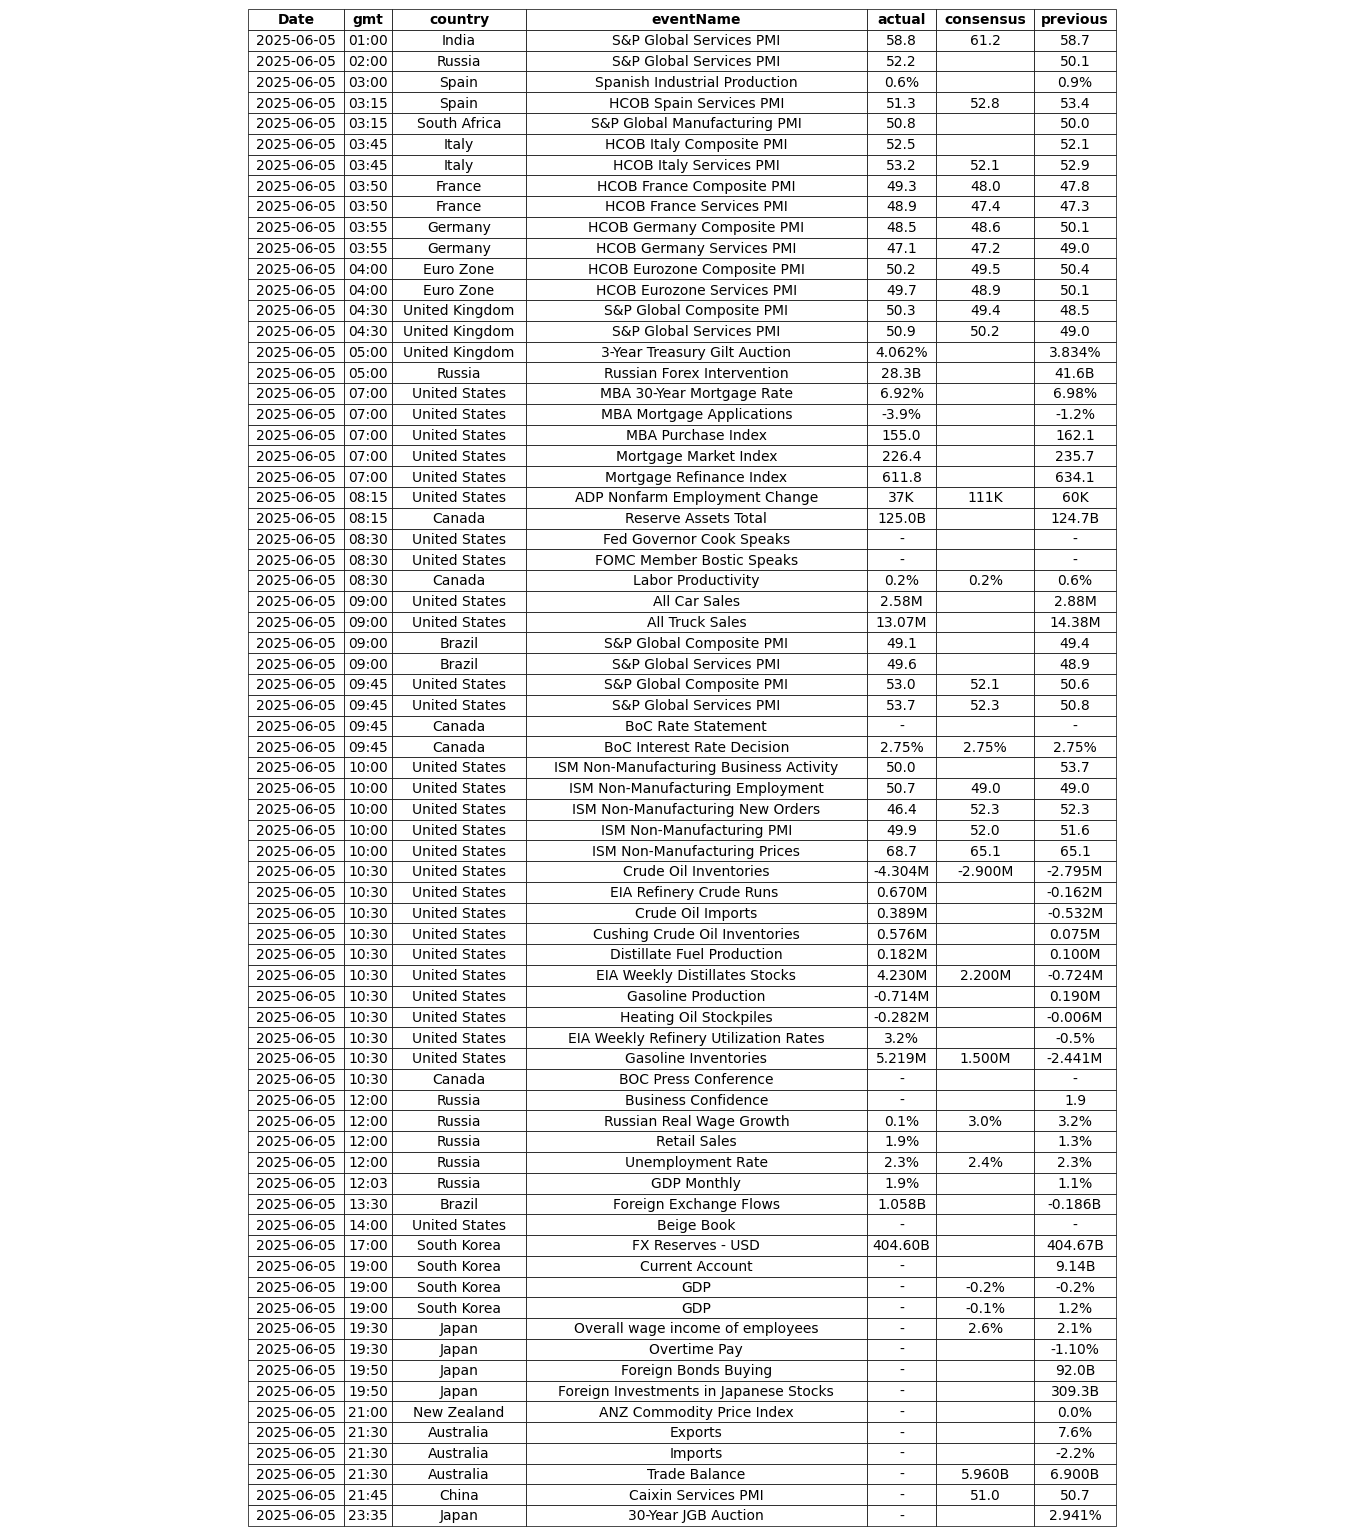 Date gmt country eventName actual consensus previous
2025-06-05 01:00 India S&P Global Services PMI 58.8 61.2 58.7
2025-06-05 02:00 Russia S&P Global Services PMI 52.2 50.1
2025-06-05 03:00 Spain Spanish Industrial Production 0.6% 0.9%
2025-06-05 03:15 Spain HCOB Spain Services PMI 51.3 52.8 53.4
2025-06-05 03:15 South Africa S&P Global Manufacturing PMI 50.8 50.0
2025-06-05 03:45 Italy HCOB Italy Composite PMI 52.5 52.1
2025-06-05 03:45 Italy HCOB Italy Services PMI 53.2 52.1 52.9
2025-06-05 03:50 France HCOB France Composite PMI 49.3 48.0 47.8
2025-06-05 03:50 France HCOB France Services PMI 48.9 47.4 47.3
2025-06-05 03:55 Germany HCOB Germany Composite PMI 48.5 48.6 50.1
2025-06-05 03:55 Germany HCOB Germany Services PMI 47.1 47.2 49.0
2025-06-05 04:00 Euro Zone HCOB Eurozone Composite PMI 50.2 49.5 50.4
2025-06-05 04:00 Euro Zone HCOB Eurozone Services PMI 49.7 48.9 50.1
2025-06-05 04:30 United Kingdom S&P Global Composite PMI 50.3 49.4 48.5
2025-06-05 04:30 United Kingdom S&P Global Services PMI 50.9 50.2 49.0
2025-06-05 05:00 United Kingdom 3-Year Treasury Gilt Auction 4.062% 3.834%
2025-06-05 05:00 Russia Russian Forex Intervention 28.3B 41.6B
2025-06-05 07:00 United States MBA 30-Year Mortgage Rate 6.92% 6.98%
2025-06-05 07:00 United States MBA Mortgage Applications -3.9% -1.2%
2025-06-05 07:00 United States MBA Purchase Index 155.0 162.1
2025-06-05 07:00 United States Mortgage Market Index 226.4 235.7
2025-06-05 07:00 United States Mortgage Refinance Index 611.8 634.1
2025-06-05 08:15 United States ADP Nonfarm Employment Change 37K 111K 60K
2025-06-05 08:15 Canada Reserve Assets Total 125.0B 124.7B
2025-06-05 08:30 United States Fed Governor Cook Speaks - -
2025-06-05 08:30 United States FOMC Member Bostic Speaks - -
2025-06-05 08:30 Canada Labor Productivity 0.2% 0.2% 0.6%
2025-06-05 09:00 United States All Car Sales 2.58M 2.88M
2025-06-05 09:00 United States All Truck Sales 13.07M 14.38M
2025-06-05 09:00 Brazil S&P Global Composite PMI 49.1 49.4
2025-06-05 09:00 Brazil S&P Global Services PMI 49.6 48.9
2025-06-05 09:45 United States S&P Global Composite PMI 53.0 52.1 50.6
2025-06-05 09:45 United States S&P Global Services PMI 53.7 52.3 50.8
2025-06-05 09:45 Canada BoC Rate Statement - -
2025-06-05 09:45 Canada BoC Interest Rate Decision 2.75% 2.75% 2.75%
2025-06-05 10:00 United States ISM Non-Manufacturing Business Activity 50.0 53.7
2025-06-05 10:00 United States ISM Non-Manufacturing Employment 50.7 49.0 49.0
2025-06-05 10:00 United States ISM Non-Manufacturing New Orders 46.4 52.3 52.3
2025-06-05 10:00 United States ISM Non-Manufacturing PMI 49.9 52.0 51.6
2025-06-05 10:00 United States ISM Non-Manufacturing Prices 68.7 65.1 65.1
2025-06-05 10:30 United States Crude Oil Inventories -4.304M -2.900M -2.795M
2025-06-05 10:30 United States EIA Refinery Crude Runs 0.670M -0.162M
2025-06-05 10:30 United States Crude Oil Imports 0.389M -0.532M
2025-06-05 10:30 United States Cushing Crude Oil Inventories 0.576M 0.075M
2025-06-05 10:30 United States Distillate Fuel Production 0.182M 0.100M
2025-06-05 10:30 United States EIA Weekly Distillates Stocks 4.230M 2.200M -0.724M
2025-06-05 10:30 United States Gasoline Production -0.714M 0.190M
2025-06-05 10:30 United States Heating Oil Stockpiles -0.282M -0.006M
2025-06-05 10:30 United States EIA Weekly Refinery Utilization Rates 3.2% -0.5%
2025-06-05 10:30 United States Gasoline Inventories 5.219M 1.500M -2.441M
2025-06-05 10:30 Canada BOC Press Conference - -
2025-06-05 12:00 Russia Business Confidence - 1.9
2025-06-05 12:00 Russia Russian Real Wage Growth 0.1% 3.0% 3.2%
2025-06-05 12:00 Russia Retail Sales 1.9% 1.3%
2025-06-05 12:00 Russia Unemployment Rate 2.3% 2.4% 2.3%
2025-06-05 12:03 Russia GDP Monthly 1.9% 1.1%
2025-06-05 13:30 Brazil Foreign Exchange Flows 1.058B -0.186B
2025-06-05 14:00 United States Beige Book - -
2025-06-05 17:00 South Korea FX Reserves - USD 404.60B 404.67B
2025-06-05 19:00 South Korea Current Account - 9.14B
2025-06-05 19:00 South Korea GDP - -0.2% -0.2%
2025-06-05 19:00 South Korea GDP - -0.1% 1.2%
2025-06-05 19:30 Japan Overall wage income of employees - 2.6% 2.1%
2025-06-05 19:30 Japan Overtime Pay - -1.10%
2025-06-05 19:50 Japan Foreign Bonds Buying - 92.0B
2025-06-05 19:50 Japan Foreign Investments in Japanese Stocks - 309.3B
2025-06-05 21:00 New Zealand ANZ Commodity Price Index - 0.0%
2025-06-05 21:30 Australia Exports - 7.6%
2025-06-05 21:30 Australia Imports - -2.2%
2025-06-05 21:30 Australia Trade Balance - 5.960B 6.900B
2025-06-05 21:45 China Caixin Services PMI - 51.0 50.7
2025-06-05 23:35 Japan 30-Year JGB Auction - 2.941%